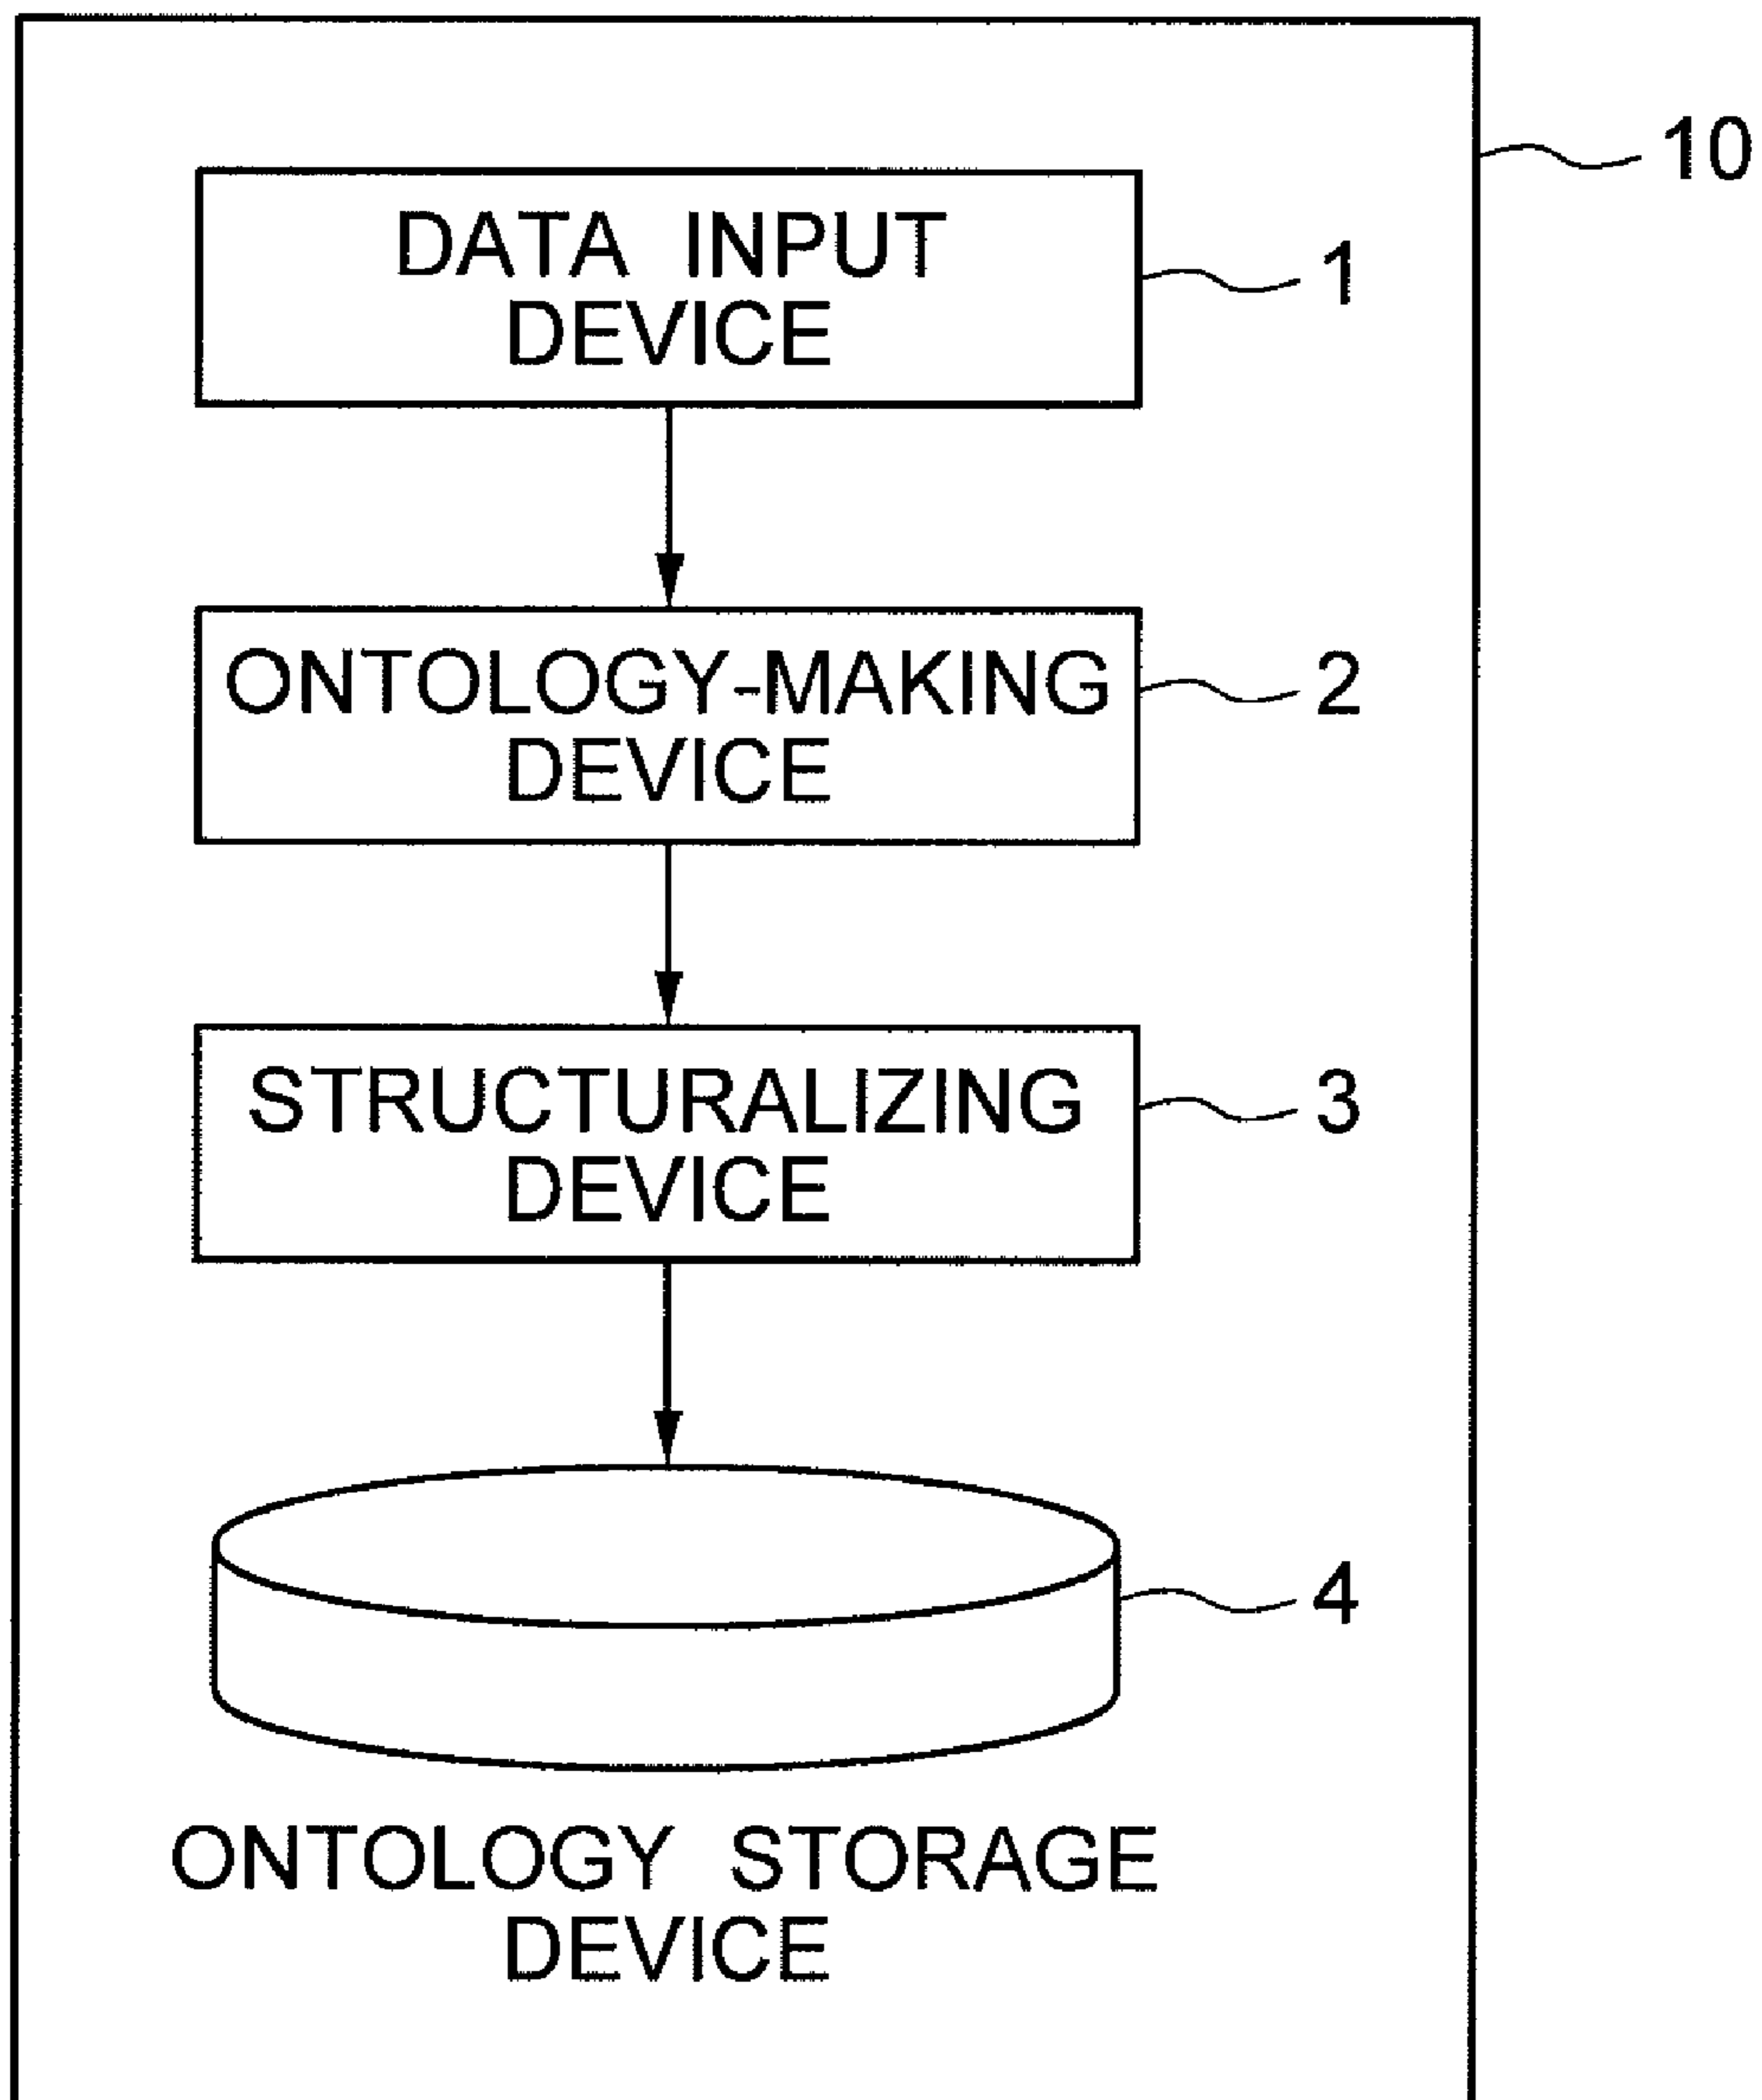 10
DATA INPUT
DEVICE
1
ONTOLOGY-MAKING
DEVICE
2
STRUCTURALIZING
DEVICE
3
4
ONTOLOGY STORAGE
DEVICE